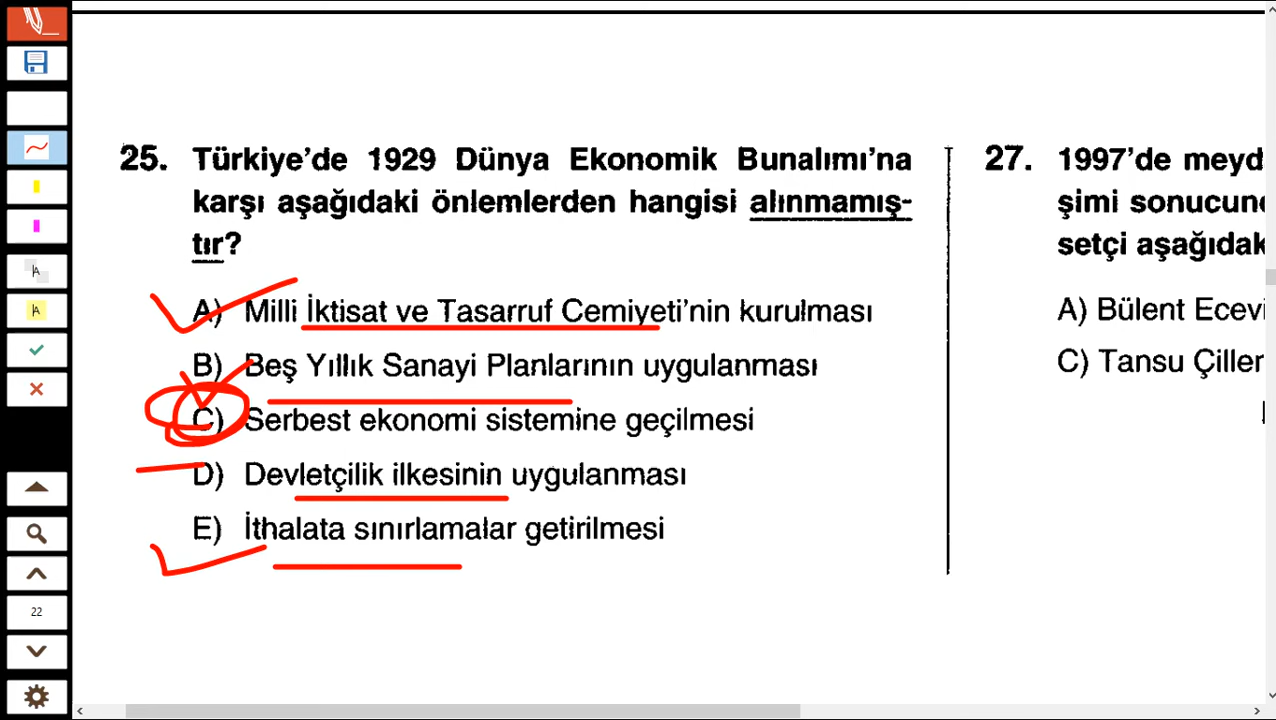 25. Türkiye'de 1929 Dünya Ekonomik Bunalımı'na
karşı aşağıdaki önlemlerden hangisi alınmamış-
tır?
A) Milli İktisat ve Tasarruf Cemiyeti'nin kurulması
B) Beş Yıllık Sanayi Planlarının uygulanması
C) Serbest ekonomi sistemine geçilmesi
D) Devletçilik ilkesinin uygulanması
E) İthalata sınırlamalar getirilmesi
27. 1997'de meyd
şimi sonucun
setçi aşağıdak
A) Bülent Ecevi
C) Tansu Çiller
A
A
22